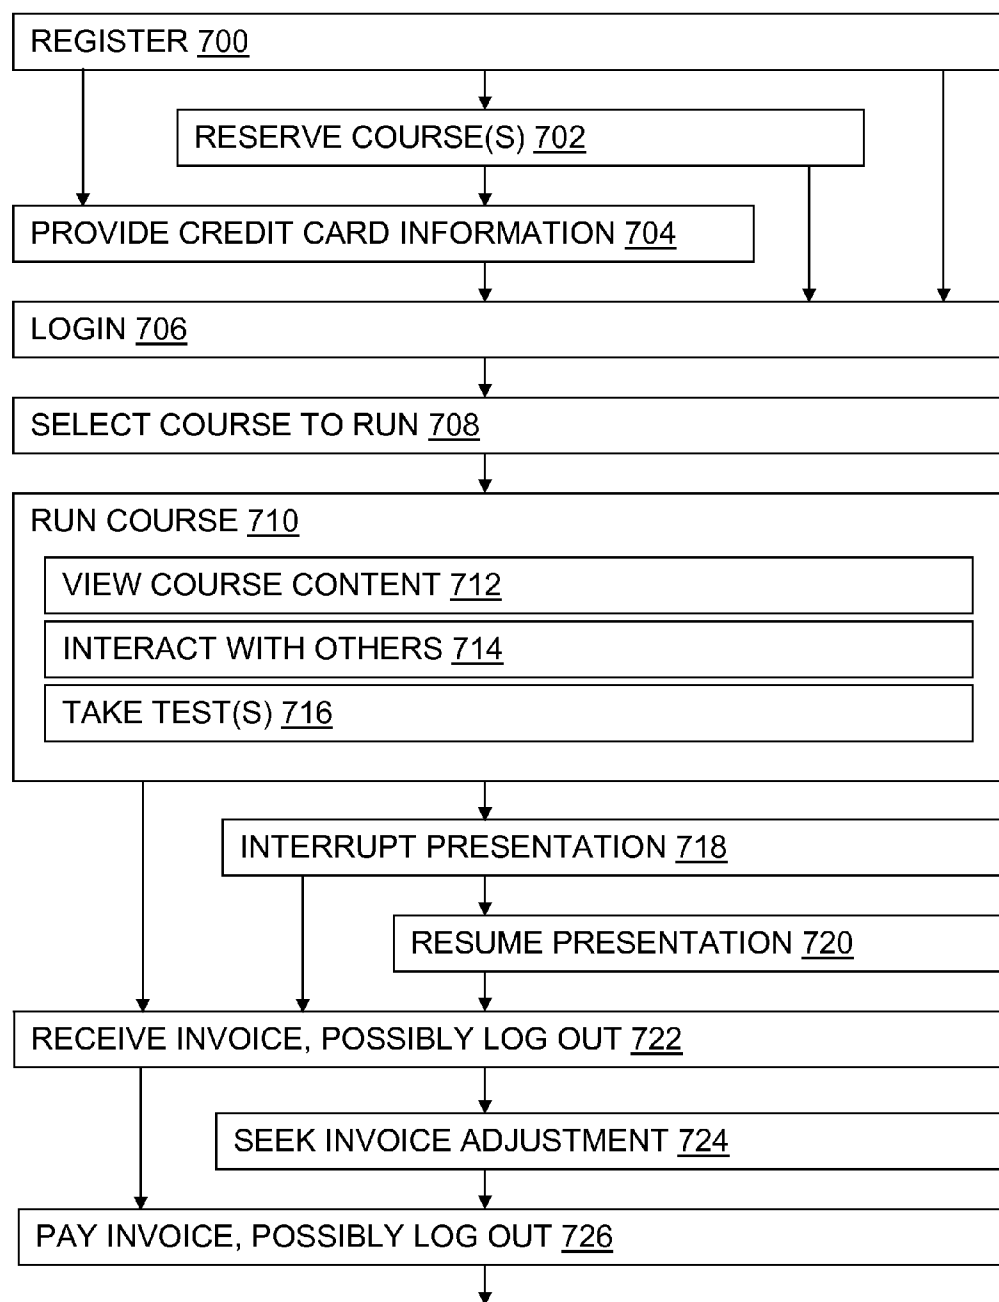 REGISTER 700
RESERVE COURSE(S) 702
PROVIDE CREDIT CARD INFORMATION 704
LOGIN 706
SELECT COURSE TO RUN 708
RUN COURSE 710
VIEW COURSE CONTENT 712
INTERACT WITH OTHERS 714
TAKE TEST(S) 716
INTERRUPT PRESENTATION 718
RESUME PRESENTATION 720
RECEIVE INVOICE, POSSIBLY LOG OUT 722
SEEK INVOICE ADJUSTMENT 724
PAY INVOICE, POSSIBLY LOG OUT 726